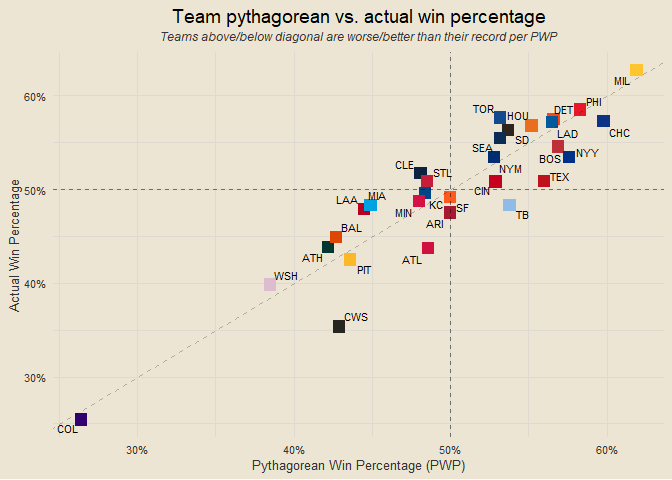 Team pythagorean vs. actual win percentage
Teams above/below diagonal are worse/better than their record per PWP
MIL
60%
TOR
HOU
DET
PHI
SD
LAD
CHC
SEA
BOS
NYY
CLE
STL
NYM
TEX
50%
CIN
LAA
MIA
MIN
KC
SF
TB
BAL
ARI
ATH
PIT
ATL
WSH
40%
CWS
30%
COL
30%
40%
50%
60%
Actual Win Percentage
Pythagorean Win Percentage (PWP)